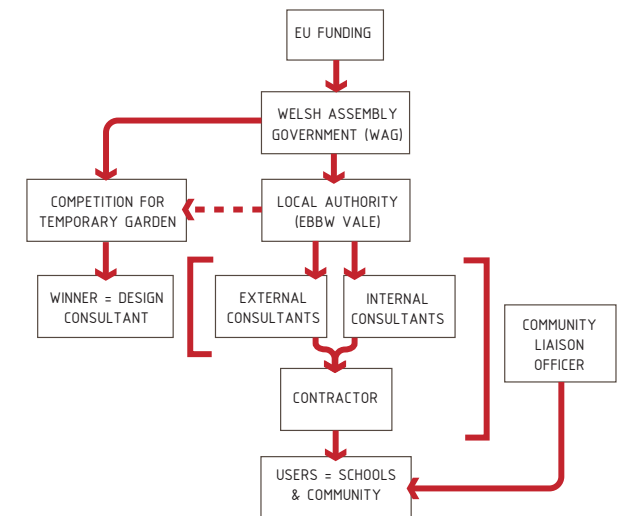 EU FUNDING
WELSH ASSEMBLY
GOVERNMENT (WAG)
COMPETITION FOR
TEMPORARY GARDEN
LOCAL AUTHORITY
(EBBW VALE)
WINNER = DESIGN
CONSULTANT
EXTERNAL
CONSULTANTS
INTERNAL
CONSULTANTS
COMMUNITY
LIAISON
OFFICER
CONTRACTOR
USERS = SCHOOLS
& COMMUNITY